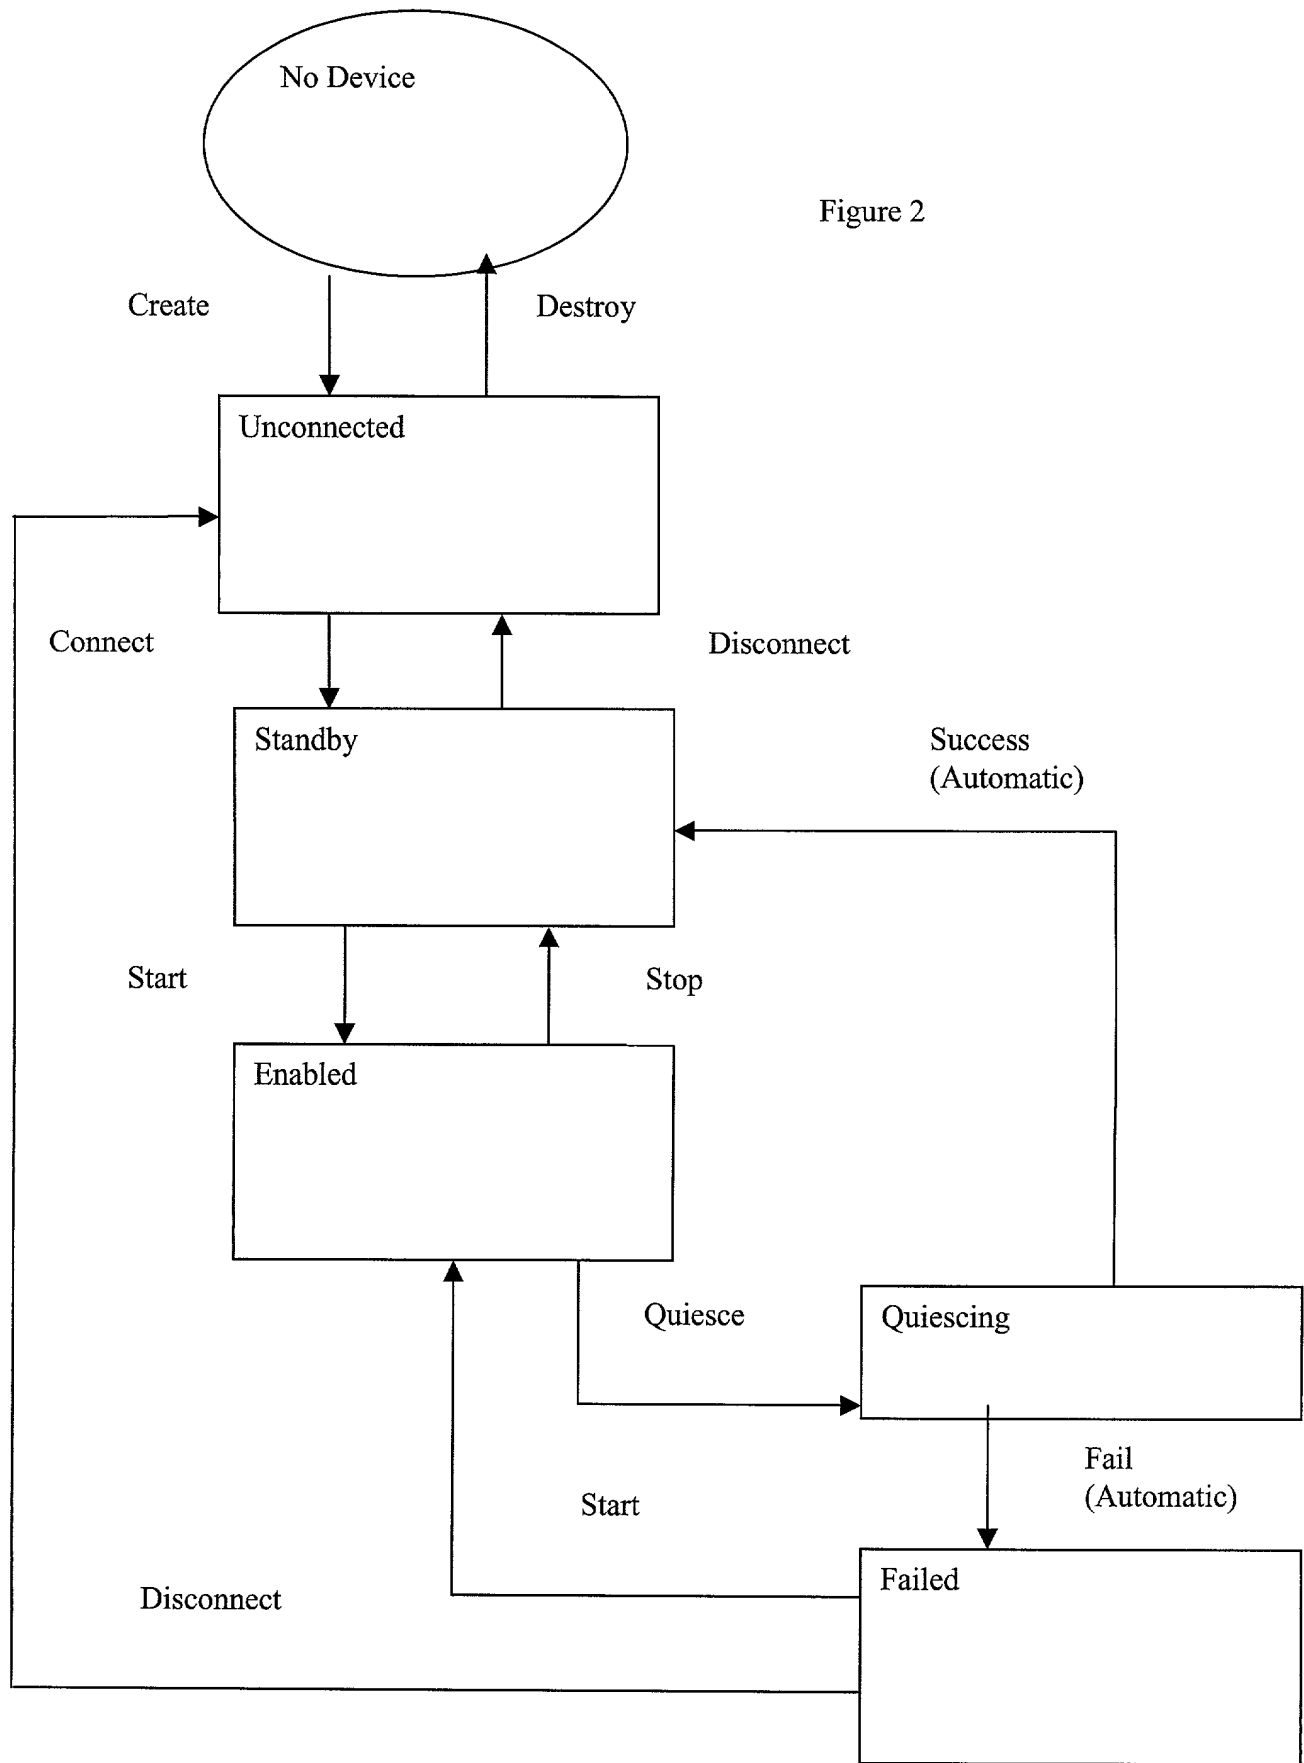 No Device
Figure 2
Create
Destroy
Unconnected
Connect
Disconnect
Standby
Success
(Automatic)
Start
Stop
Enabled
Quiesce
Quiescing
Fail
(Automatic)
Start
Failed
Disconnect